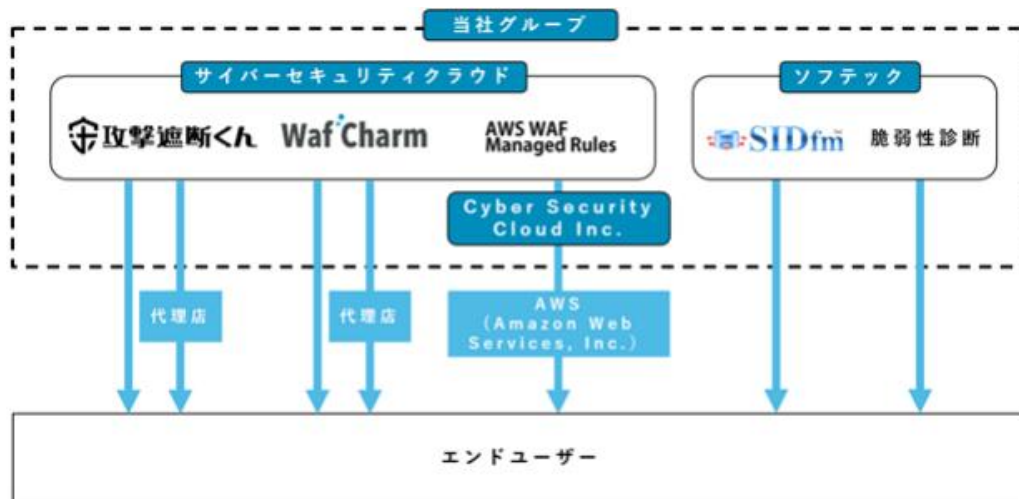 当社グループ
サイバーセキュリティクラウド
ソフテック
攻撃遮断くん
WafCharm
AWS WAF
Managed Rules
SIDfm™
脆弱性診断
Cyber Security
Cloud Inc.
代理店
代理店
AWS
(Amazon Web
Services, Inc.)
エンドユーザー